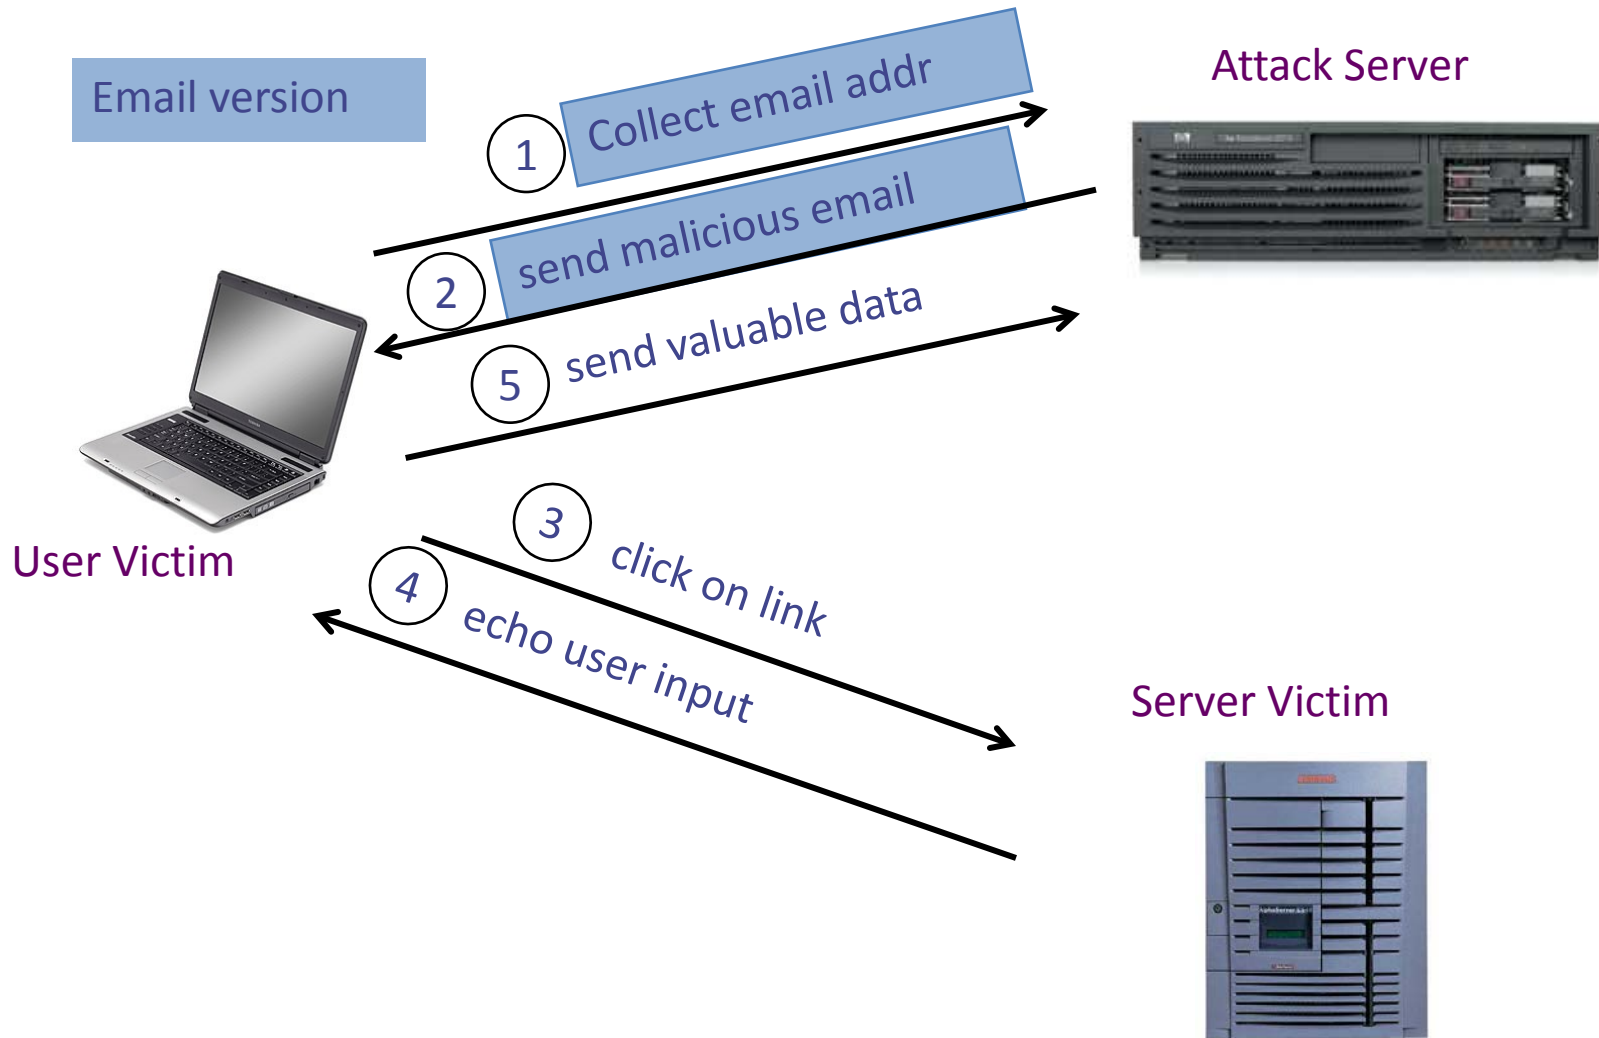 Email version
Attack Server
1
Collect email addr
2
send malicious email
5
send valuable data
User Victim
3
click on link
4
echo user input
Server Victim